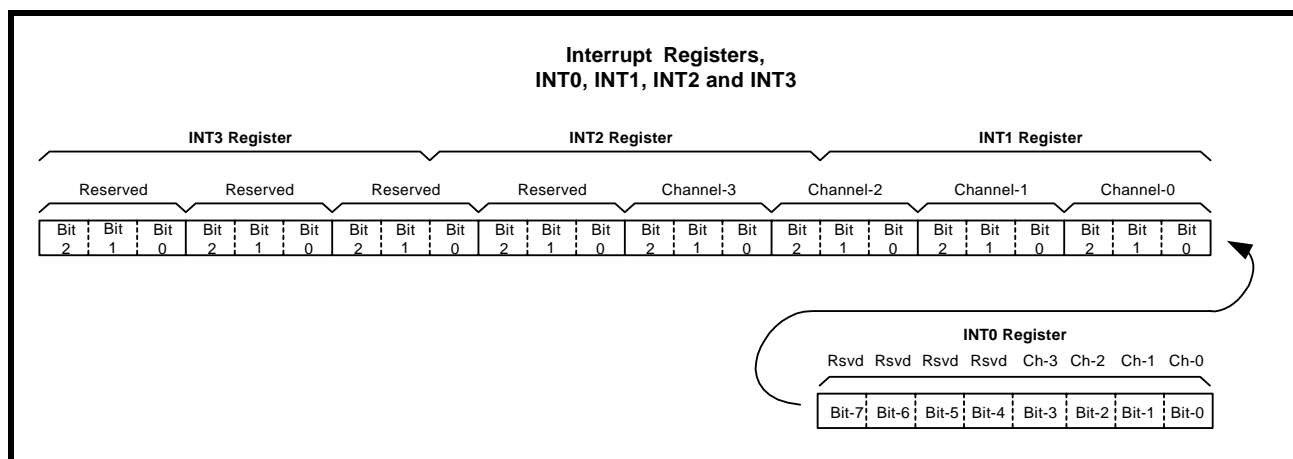 Interrupt Registers,
INT0, INT1, INT2 and INT3
INT3 Register INT2 Register INT1 Register
Reserved Reserved Reserved Reserved Channel-3 Channel-2 Channel-1 Channel-0
Bit Bit Bit Bit Bit Bit Bit Bit Bit Bit Bit Bit Bit Bit Bit Bit Bit Bit Bit Bit Bit Bit Bit Bit
2 1 0 2 1 0 2 1 0 2 1 0 2 1 0 2 1 0 2 1 0 2 1 0
INT0 Register
Rsvd Rsvd Rsvd Rsvd Ch-3 Ch-2 Ch-1 Ch-0
Bit-7 Bit-6 Bit-5 Bit-4 Bit-3 Bit-2 Bit-1 Bit-0